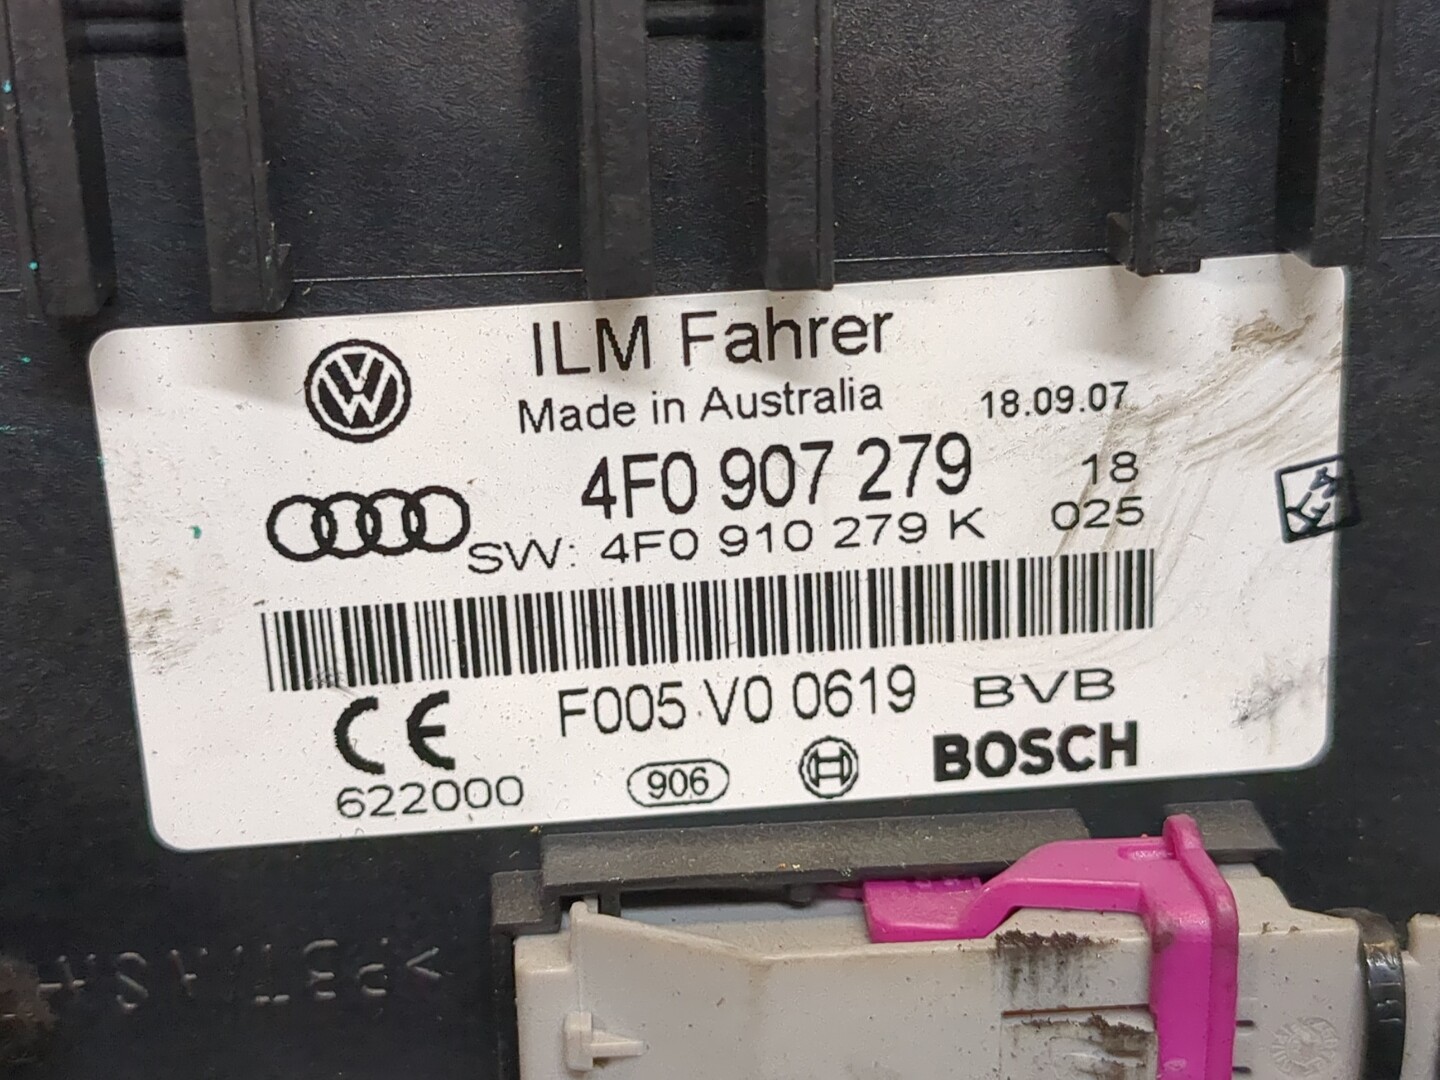 ILM Fahrer
Made in Australia 18.09.07
4F0 907 279 18
SW: 4F0 910 279 K 025
F005 V0 0619 BVB
CE
622000 906 BOSCH